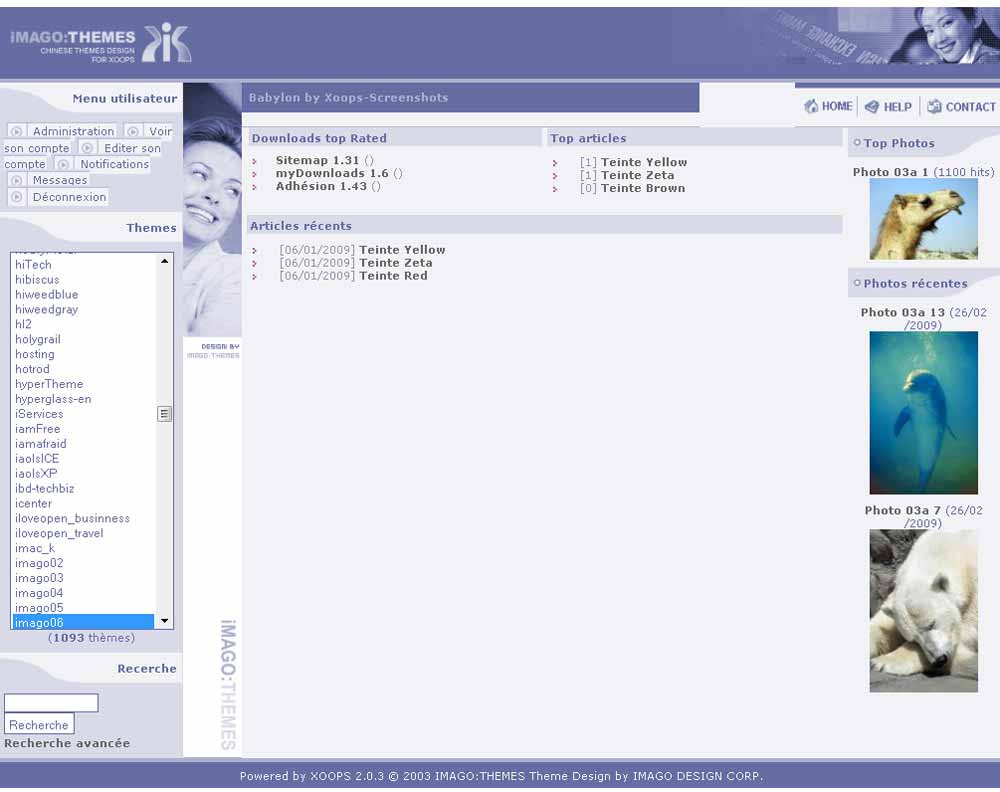 iMAGO:THEMES
CHINESE THEMES DESIGN
FOR XOOPS
Menu utilisateur
Administration Voir
son compte Editer son
compte Notifications
Messages
Déconnexion
Themes
hiTech
hibiscus
hiweedblue
hiweedgray
hl2
holygrail
hosting
hotrod
hyperTheme
hyperglass-en
iServices
iamFree
iamafraid
iaolsICE
iaolsXP
ibd-techbiz
icenter
iloveopen_businness
iloveopen_travel
imac_k
imago02
imago03
imago04
imago05
imago06
(1093 thèmes)
Recerche
Recherche
Recherche avancée
DESIGN BY
IMAGO:THEMES
iMAGO:THEMES
Babylon by Xoops-Screenshots
HOME HELP CONTACT
Downloads top Rated
Sitemap 1.31 ()
myDownloads 1.6 ()
Adhésion 1.43 ()
Top articles
[1] Teinte Yellow
[1] Teinte Zeta
[0] Teinte Brown
Articles récents
[06/01/2009] Teinte Yellow
[06/01/2009] Teinte Zeta
[06/01/2009] Teinte Red
Top Photos
Photo 03a 1 (1100 hits)
Photos récentes
Photo 03a 13 (26/02
/2009)
Photo 03a 7 (26/02
/2009)
Powered by XOOPS 2.0.3 © 2003 IMAGO:THEMES Theme Design by IMAGO DESIGN CORP.